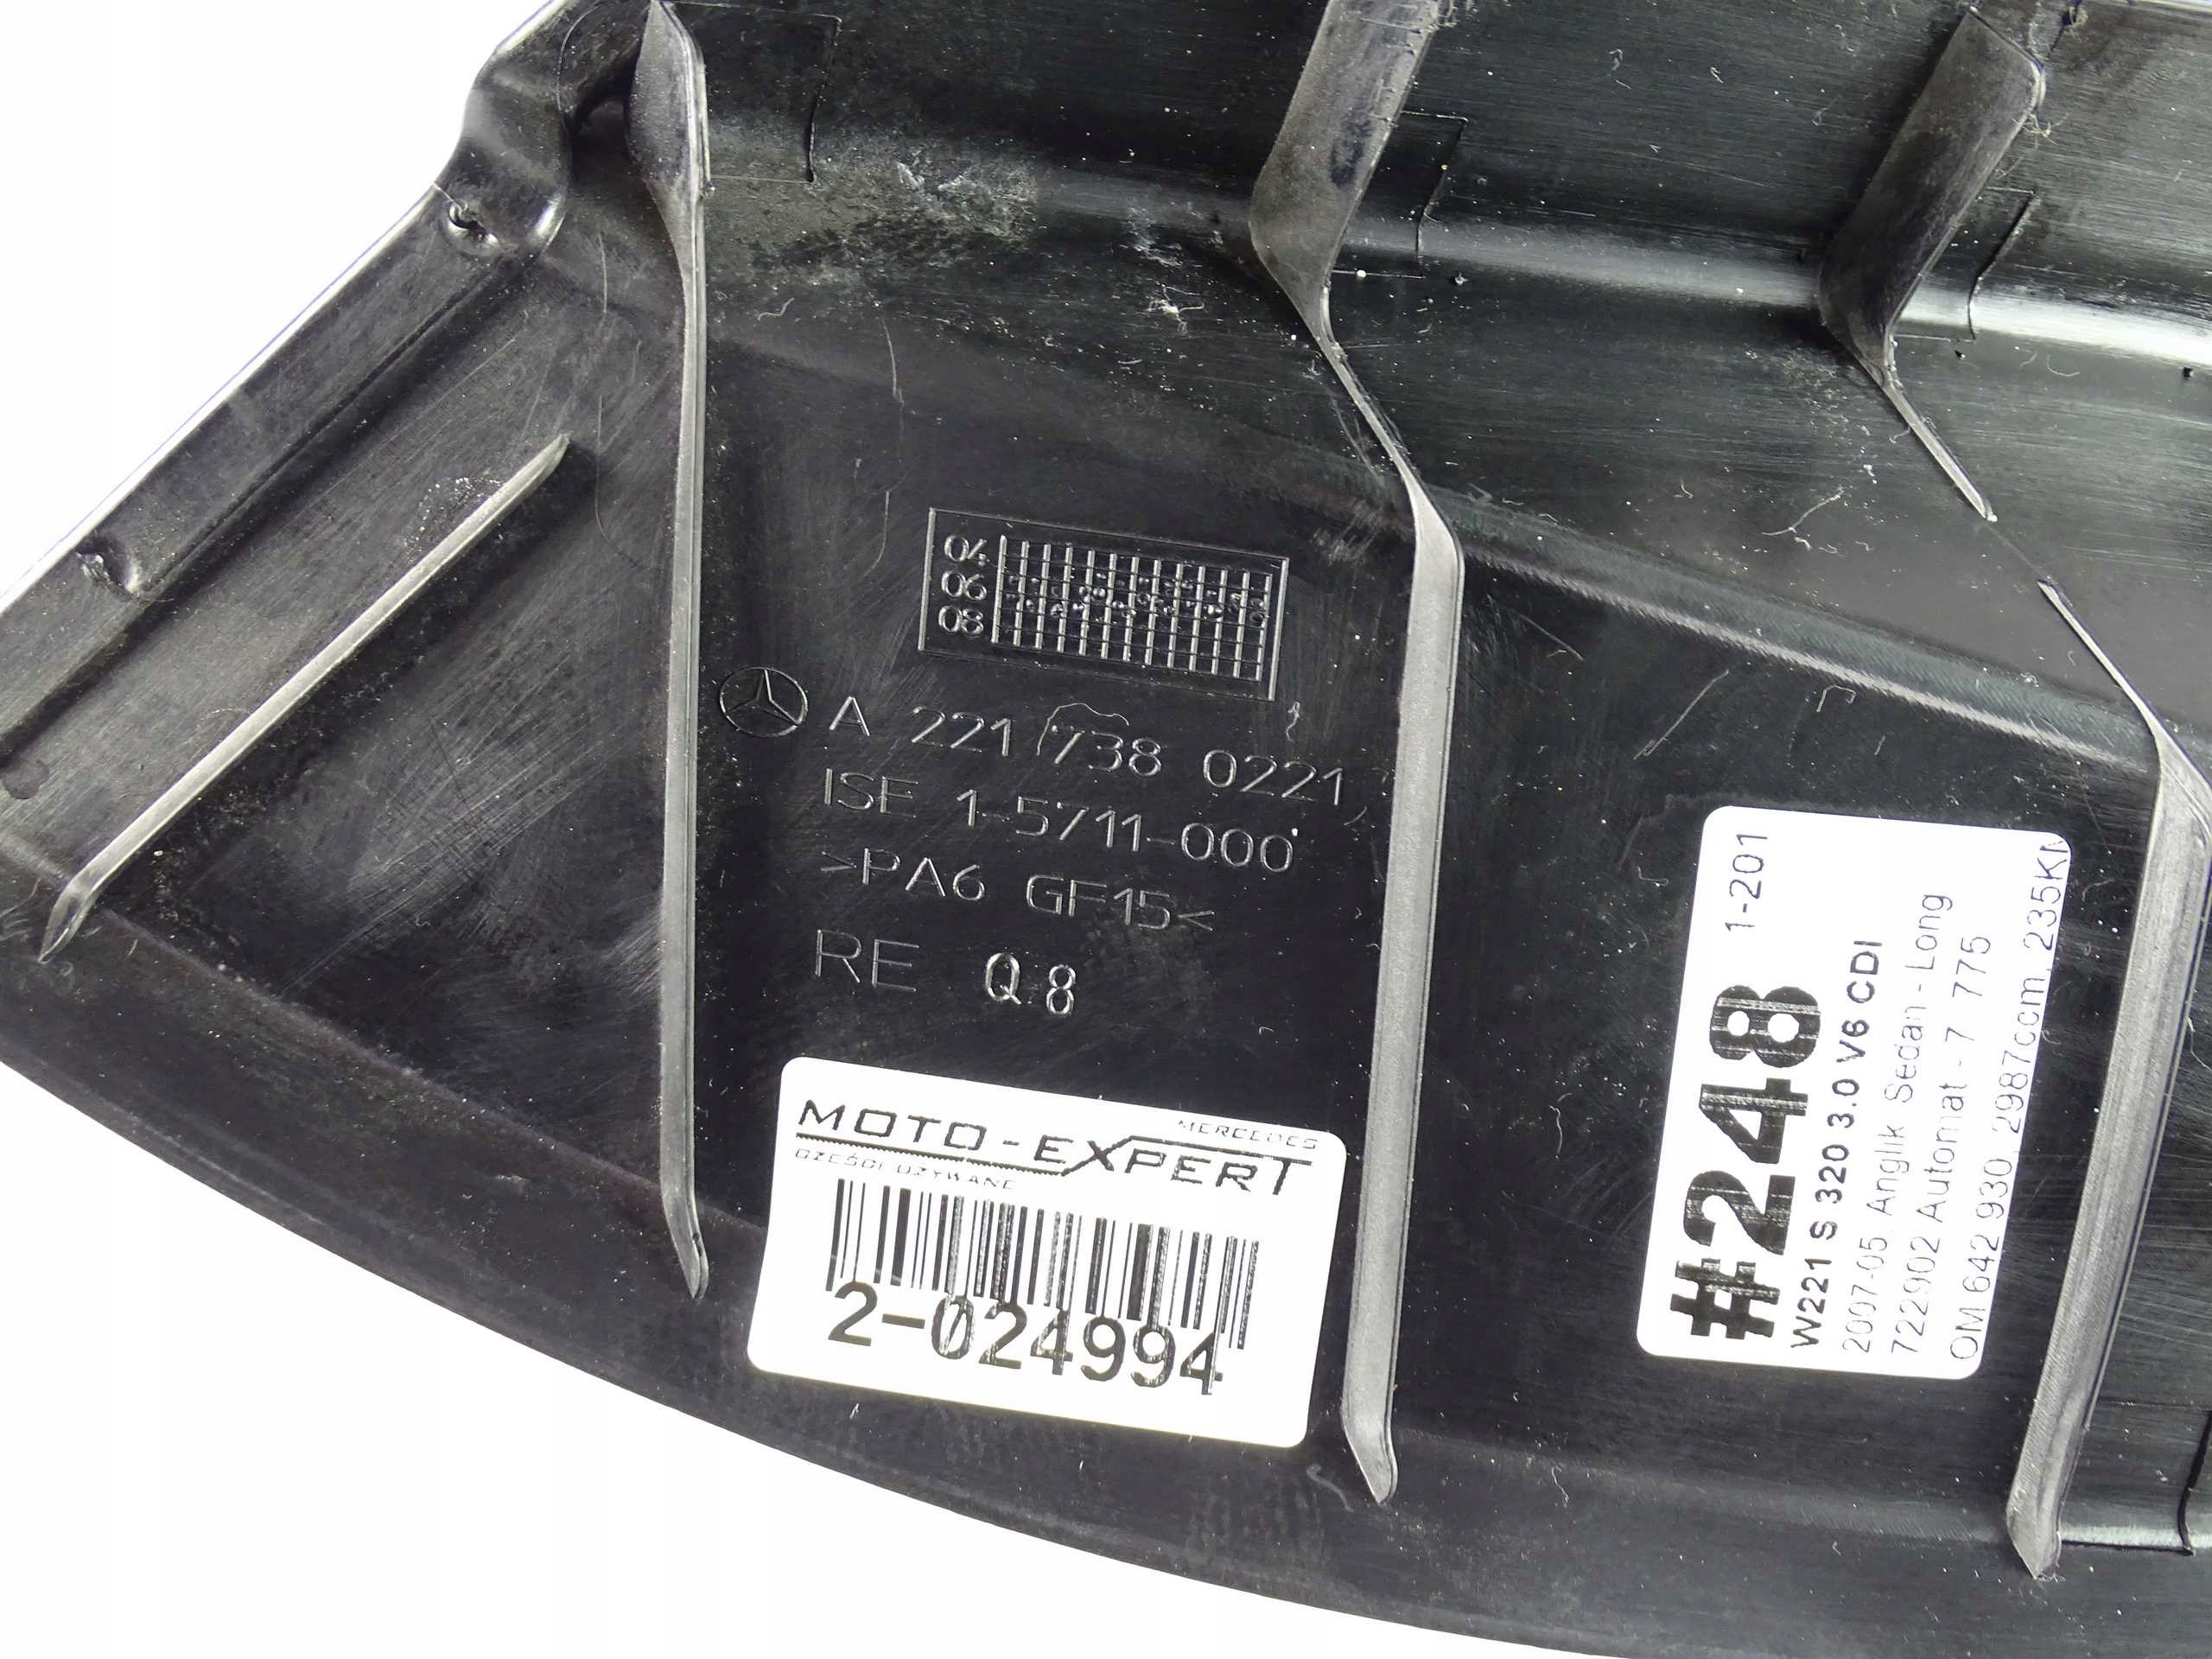 04
06
08
A 221 738 0221
ISE 1-5711-000
>PA6 GF15<
RE Q8
MERCEDES
MOTO-EXPERT
CZĘŚCI UŻYWANE
2-024994
#248 1-201
W221 S 320 3.0 V6 CDI
2007-05, Anglik Sedan - Long
722902 Automat - 7 775
OM 642 930, 2987ccm, 235KM